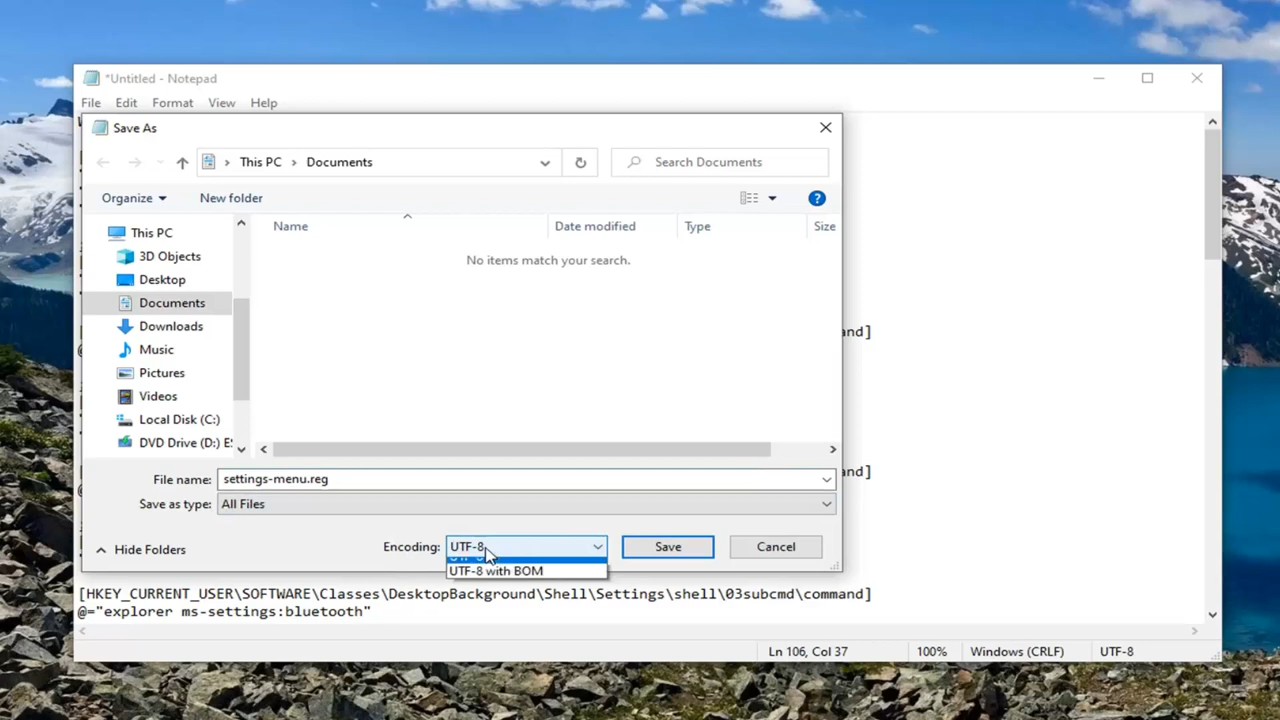 *Untitled - Notepad
File Edit Format View Help
Save As
This PC Documents
Search Documents
Organize New folder
This PC
3D Objects
Desktop
Documents
Downloads
Music
Pictures
Videos
Local Disk (C:)
DVD Drive (D:)
Name Date modified Type Size
No items match your search.
File name: settings-menu.reg
Save as type: All Files
Hide Folders
Encoding: UTF-8
Save Cancel
UTF-8 with BOM
and]
and]
[HKEY_CURRENT_USER\SOFTWARE\Classes\DesktopBackground\Shell\Settings\shell\03subcmd\command]
@="explorer ms-settings:bluetooth"
Ln 106, Col 37 100% Windows (CRLF) UTF-8